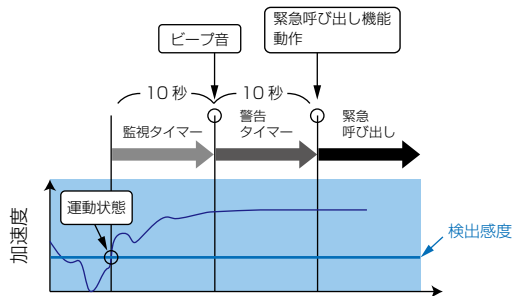 ビープ音
緊急呼び出し機能
動作
10秒
10秒
監視タイマー
警告
タイマー
緊急
呼び出し
運動状態
加速度
検出感度